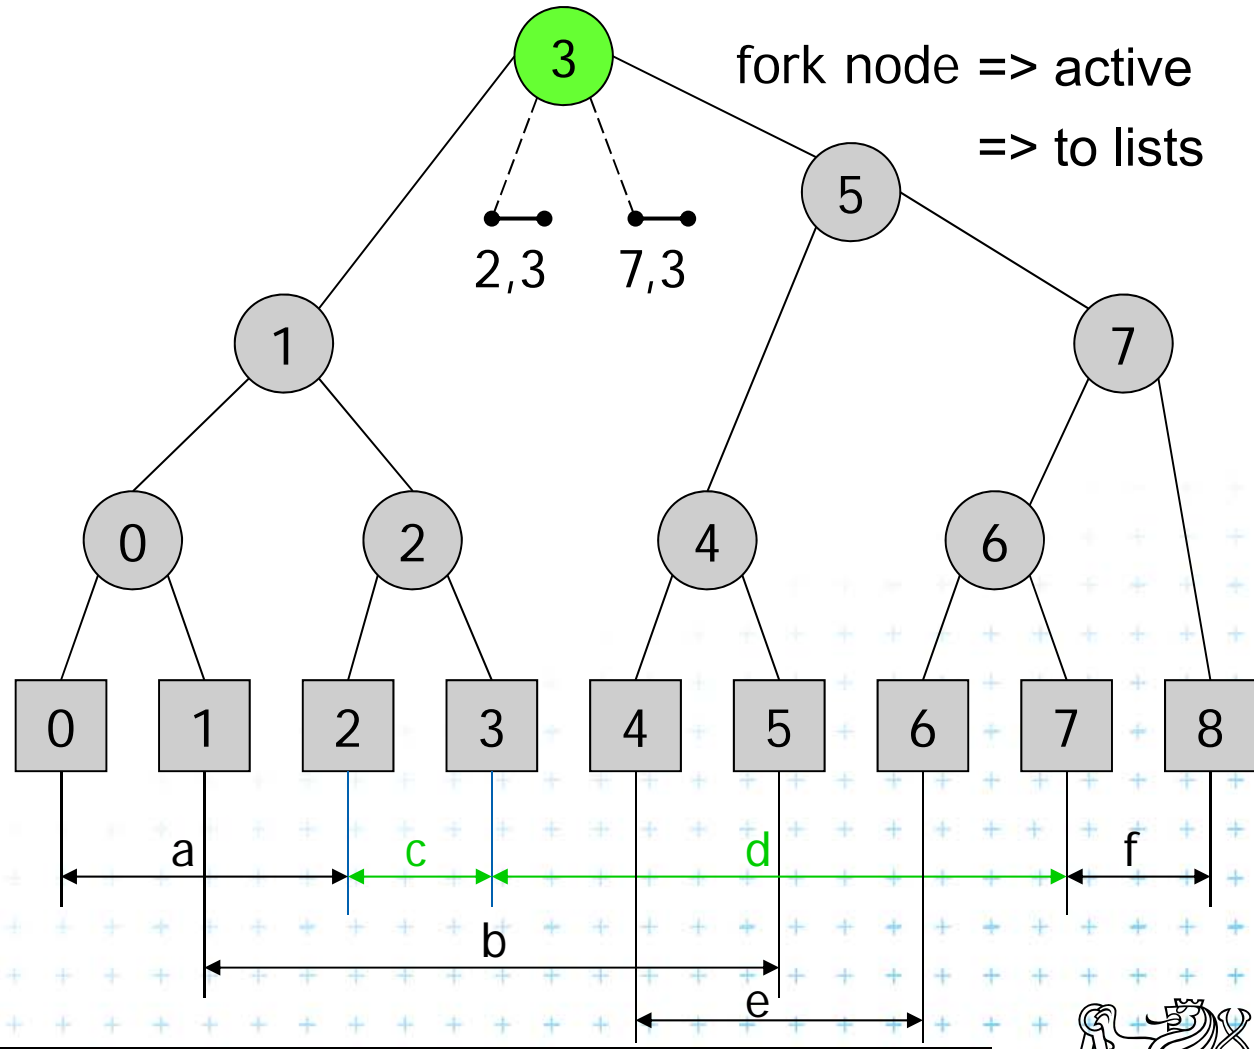 3
fork node => active
=> to lists
5
2,3 7,3
1 7
0 2 4 6
0 1 2 3 4 5 6 7 8
a c d f
b
e